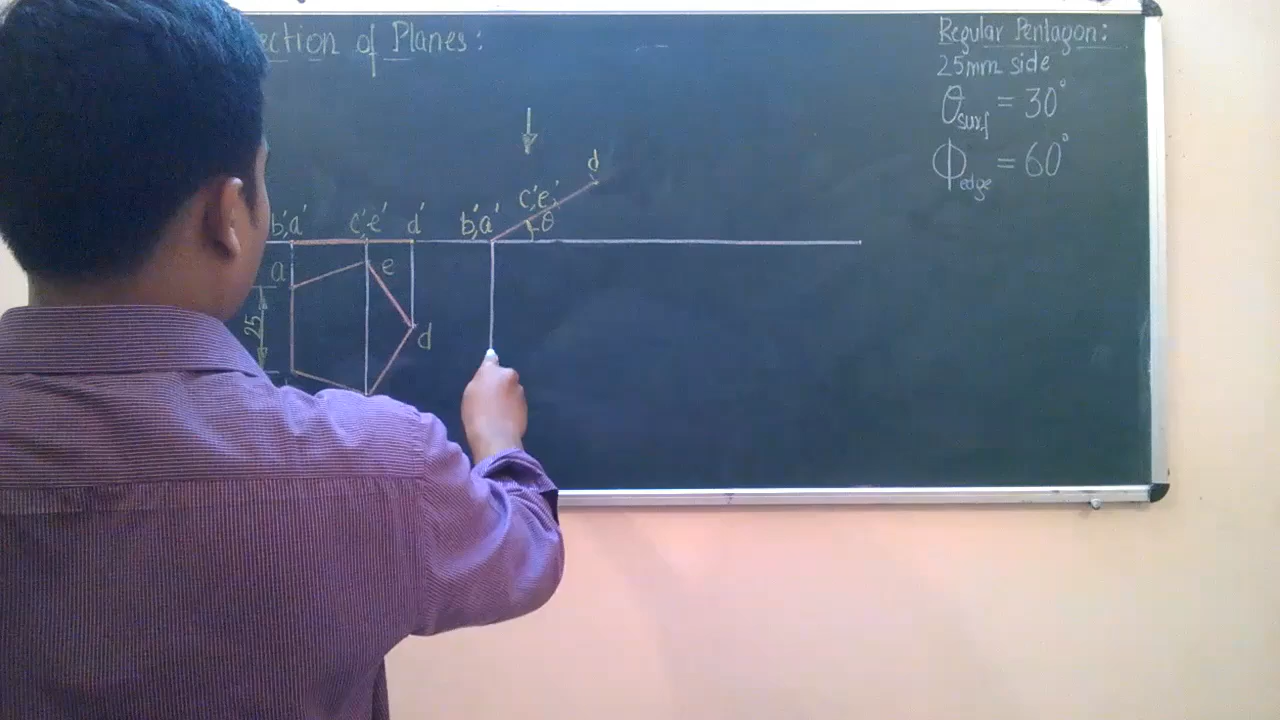 ection of Planes:
Regular Pentagon:
25mm side
θsurf = 30°
ϕedge = 60°
b',a' c',e' d' b',a' c',e' d θ
a e
25
d